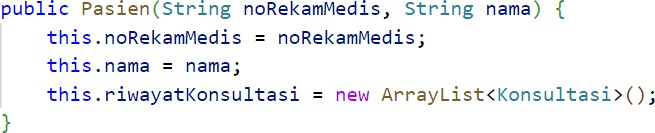 public Pasien(String noRekamMedis, String nama) {
    this.noRekamMedis = noRekamMedis;
    this.nama = nama;
    this.riwayatKonsultasi = new ArrayList<Konsultasi>();
}